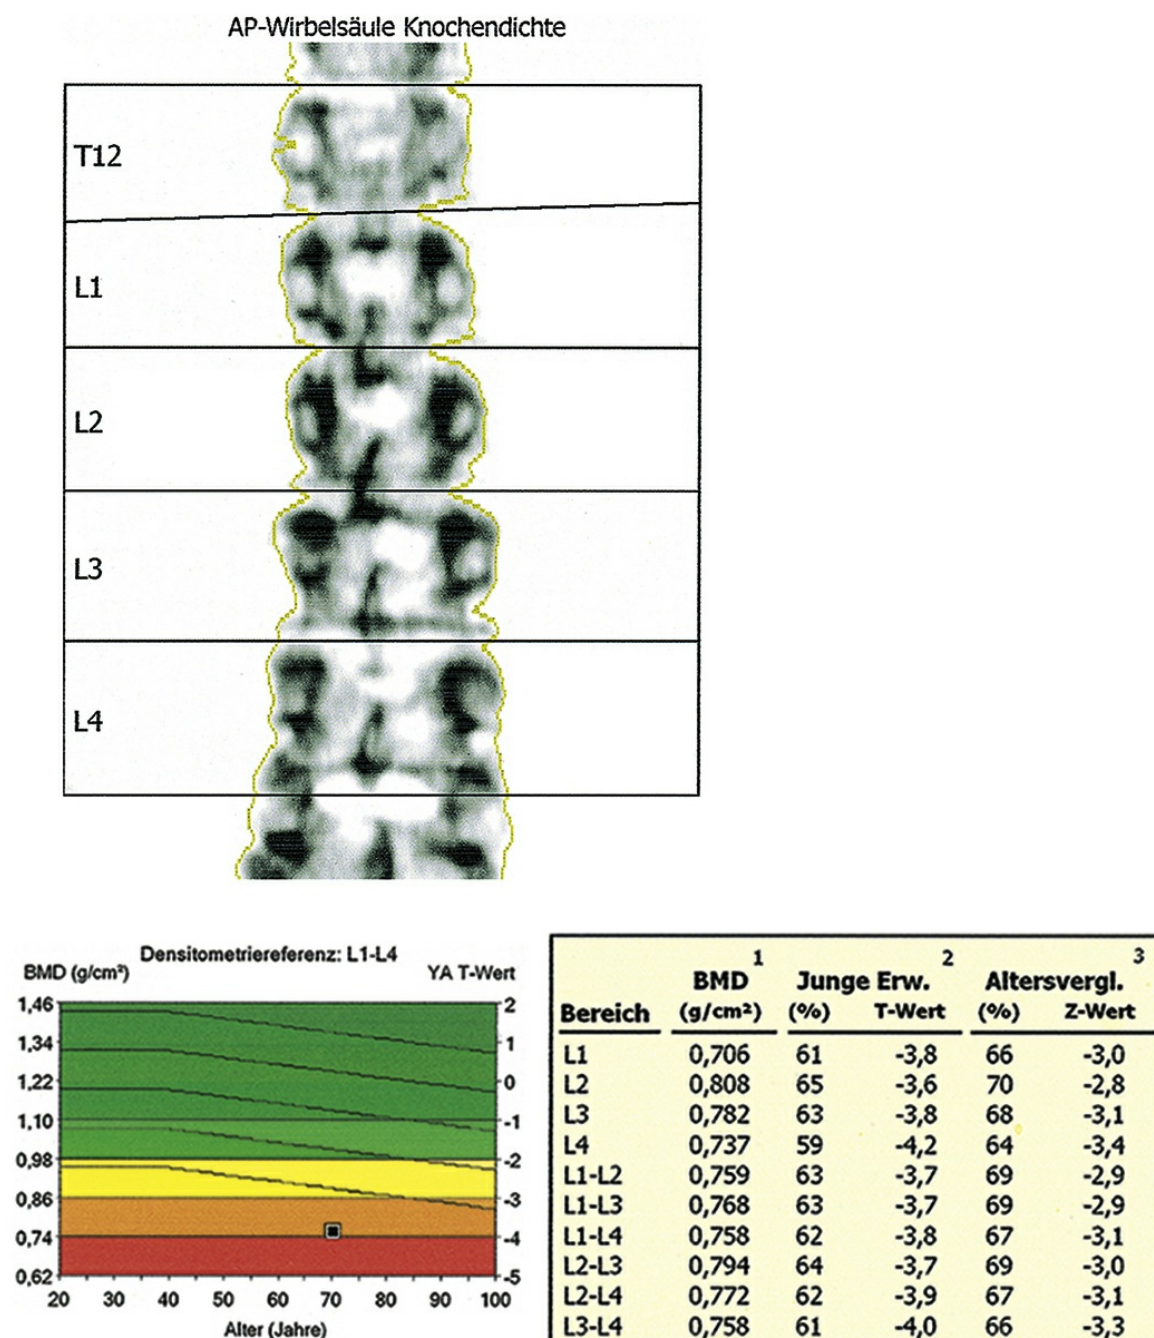 AP-Wirbelsäule Knochendichte
T12
L1
L2
L3
L4
Densitometriereferenz: L1-L4
BMD (g/cm²) YA T-Wert
1,46 2
1,34 1
1,22 0
1,10 -1
0,98 -2
0,86 -3
0,74 -4
0,62 -5
20 30 40 50 60 70 80 90 100
Alter (Jahre)
1 2 3
BMD Junge Erw. Altersvergl.
Bereich (g/cm²) (%) T-Wert (%) Z-Wert
L1 0,706 61 -3,8 66 -3,0
L2 0,808 65 -3,6 70 -2,8
L3 0,782 63 -3,8 68 -3,1
L4 0,737 59 -4,2 64 -3,4
L1-L2 0,759 63 -3,7 69 -2,9
L1-L3 0,768 63 -3,7 69 -2,9
L1-L4 0,758 62 -3,8 67 -3,1
L2-L3 0,794 64 -3,7 69 -3,0
L2-L4 0,772 62 -3,9 67 -3,1
L3-L4 0,758 61 -4,0 66 -3,3